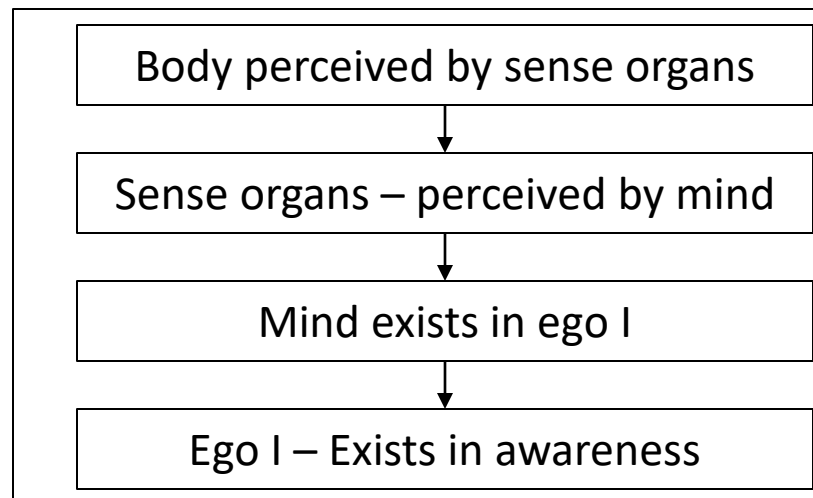 Body perceived by sense organs
Sense organs – perceived by mind
Mind exists in ego I
Ego I – Exists in awareness